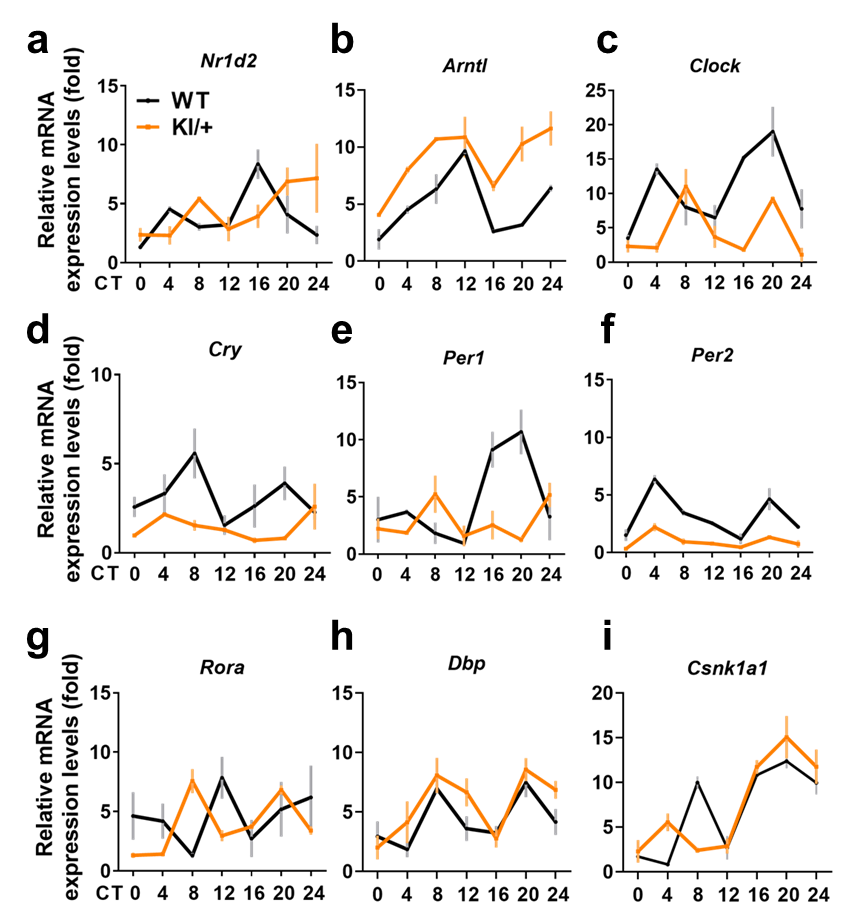 a b c
Nr1d2 Arntl Clock
Relative mRNA
expression levels (fold)
WT
KI/+
15
10
5
0
CT 0 4 8 12 16 20 24
15
10
5
0
0 4 8 12 16 20 24
25
20
15
10
5
0
0 4 8 12 16 20 24
d e f
Cry Per1 Per2
Relative mRNA
expression levels (fold)
10
5
0
CT 0 4 8 12 16 20 24
15
10
5
0
0 4 8 12 16 20 24
15
10
5
0
0 4 8 12 16 20 24
g h i
Rora Dbp Csnk1a1
Relative mRNA
expression levels (fold)
15
10
5
0
CT 0 4 8 12 16 20 24
15
10
5
0
0 4 8 12 16 20 24
20
15
10
5
0
0 4 8 12 16 20 24